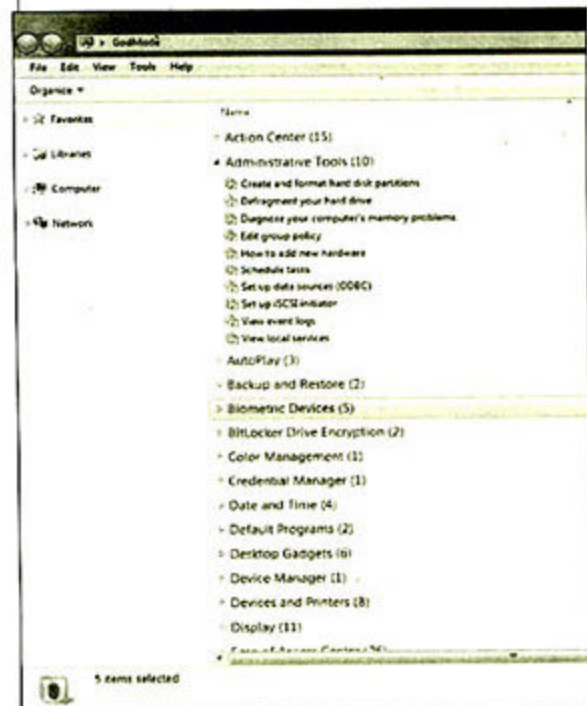 GodMode
File Edit View Tools Help
Organize
Favorites
Libraries
Computer
Network
Name
Action Center (15)
Administrative Tools (10)
Create and format hard disk partitions
Defragment your hard drive
Diagnose your computer's memory problems
Edit group policy
How to add new hardware
Schedule tasks
Set up data sources (ODBC)
Set up iSCSI initiator
View event logs
View local services
AutoPlay (3)
Backup and Restore (2)
Biometric Devices (5)
BitLocker Drive Encryption (2)
Color Management (1)
Credential Manager (1)
Date and Time (4)
Default Programs (2)
Desktop Gadgets (6)
Device Manager (1)
Devices and Printers (8)
Display (11)
Ease of Access Center
5 items selected